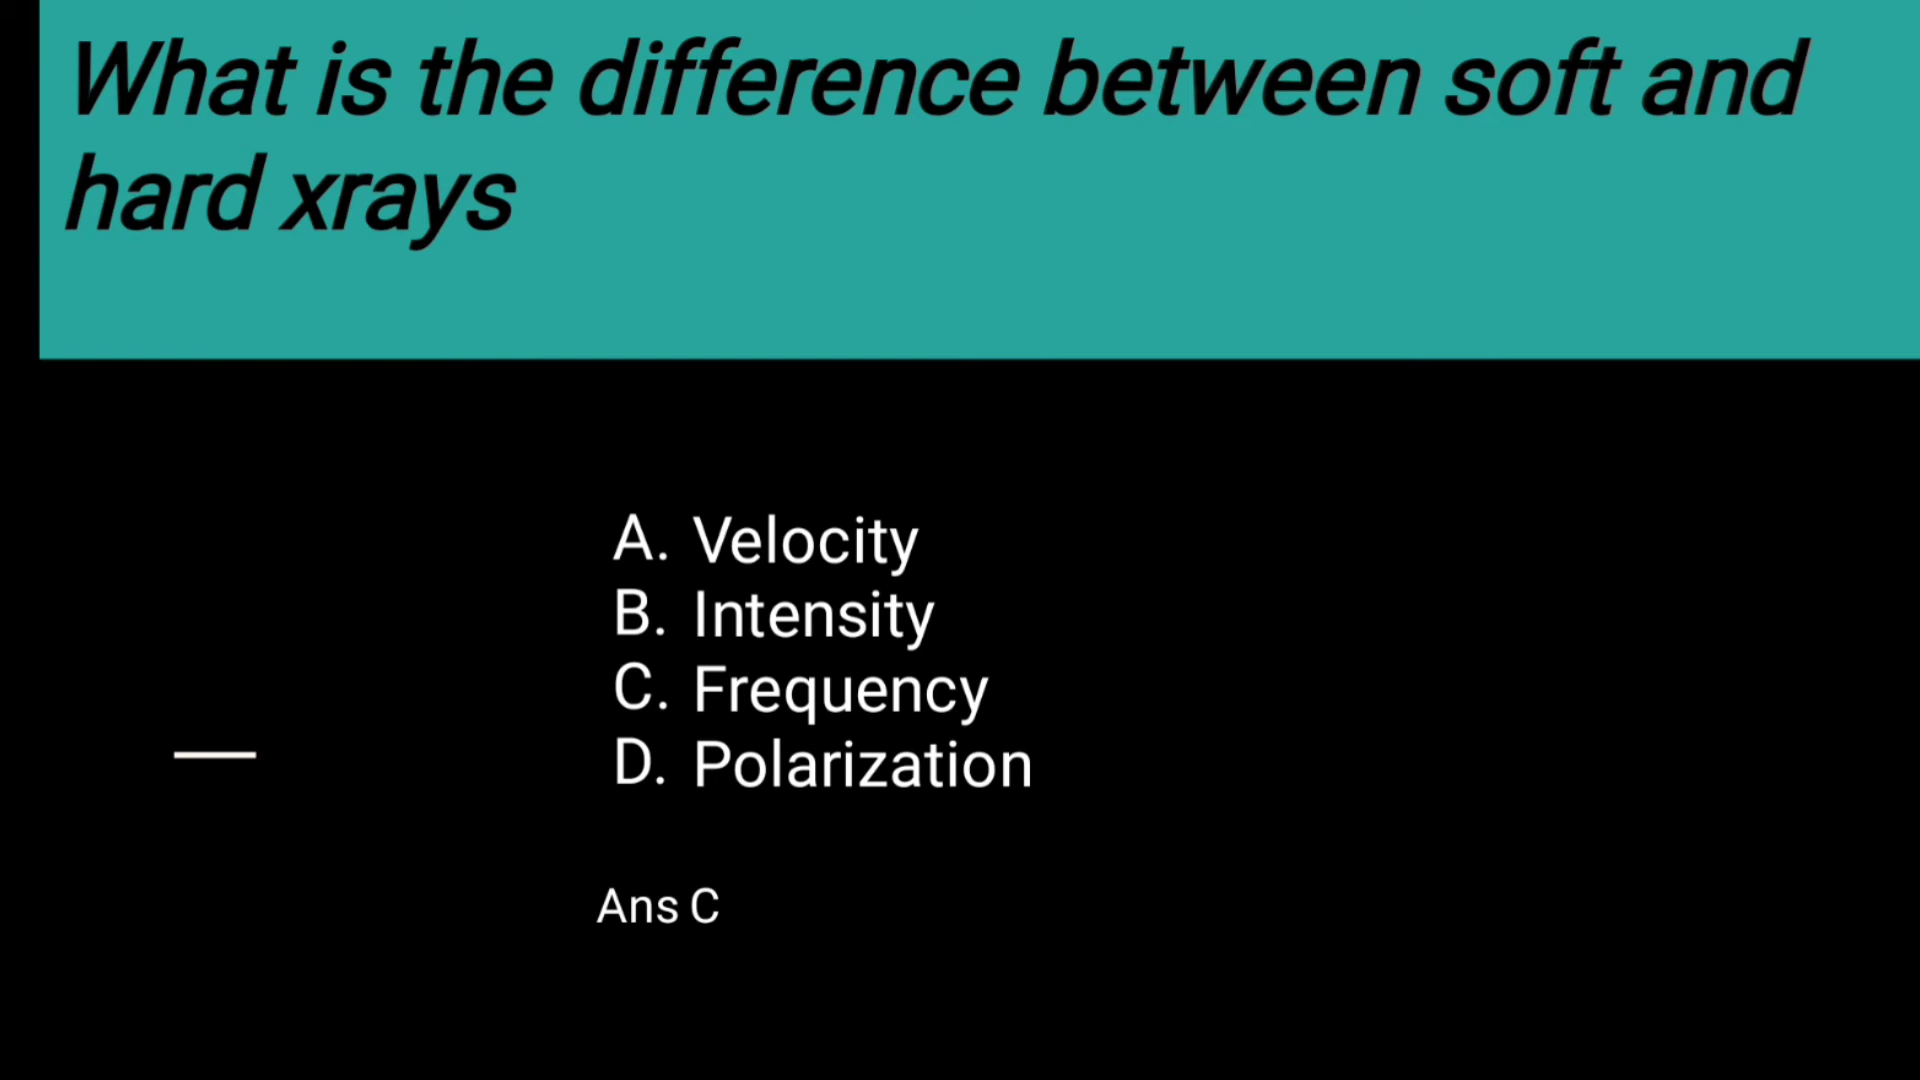 What is the difference between soft and
hard xrays
A. Velocity
B. Intensity
C. Frequency
D. Polarization
Ans C